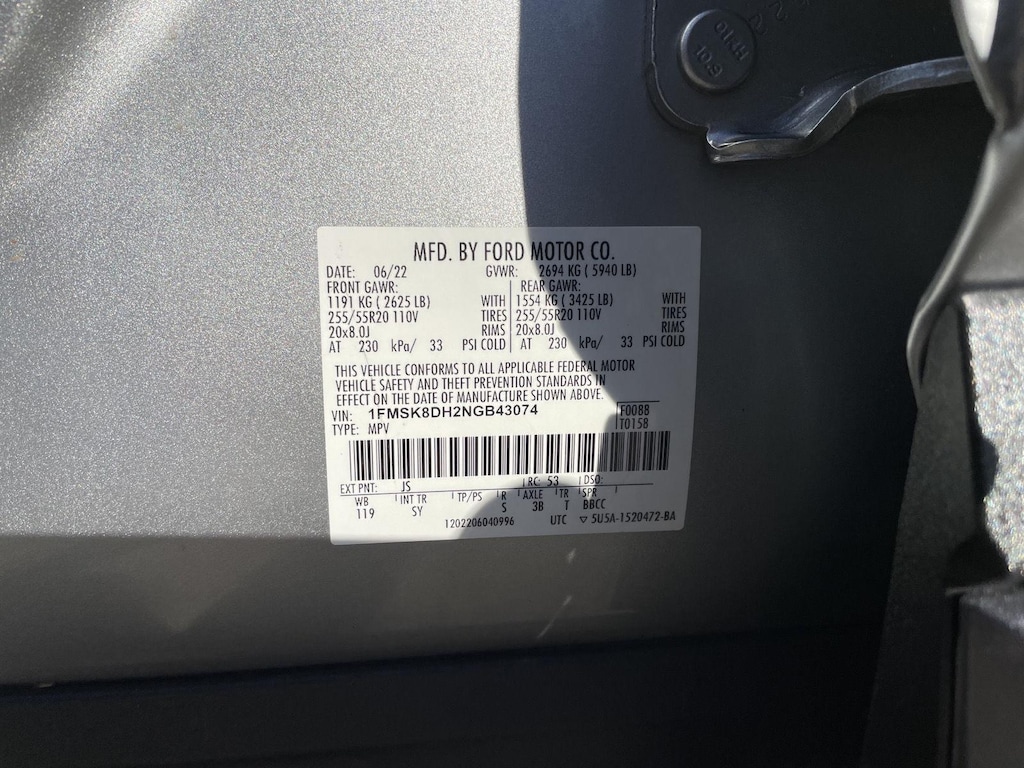 MFD. BY FORD MOTOR CO.
DATE: 06/22 GVWR: 2694 KG ( 5940 LB)
FRONT GAWR: REAR GAWR:
1191 KG ( 2625 LB) WITH 1554 KG ( 3425 LB) WITH
255/55R20 110V TIRES 255/55R20 110V TIRES
20x8.0J RIMS 20x8.0J RIMS
AT 230 kPa/ 33 PSI COLD AT 230 kPa/ 33 PSI COLD
THIS VEHICLE CONFORMS TO ALL APPLICABLE FEDERAL MOTOR
VEHICLE SAFETY AND THEFT PREVENTION STANDARDS IN
EFFECT ON THE DATE OF MANUFACTURE SHOWN ABOVE.
VIN: 1FMSK8DH2NGB43074 F0088
TYPE: MPV T0158
EXT PNT: JS RC: 53 DSO:
WB INT TR TP/PS R AXLE TR SPR
119 SY S 3B T BBCC
1202206040996 UTC ▽ 5U5A-1520472-BA